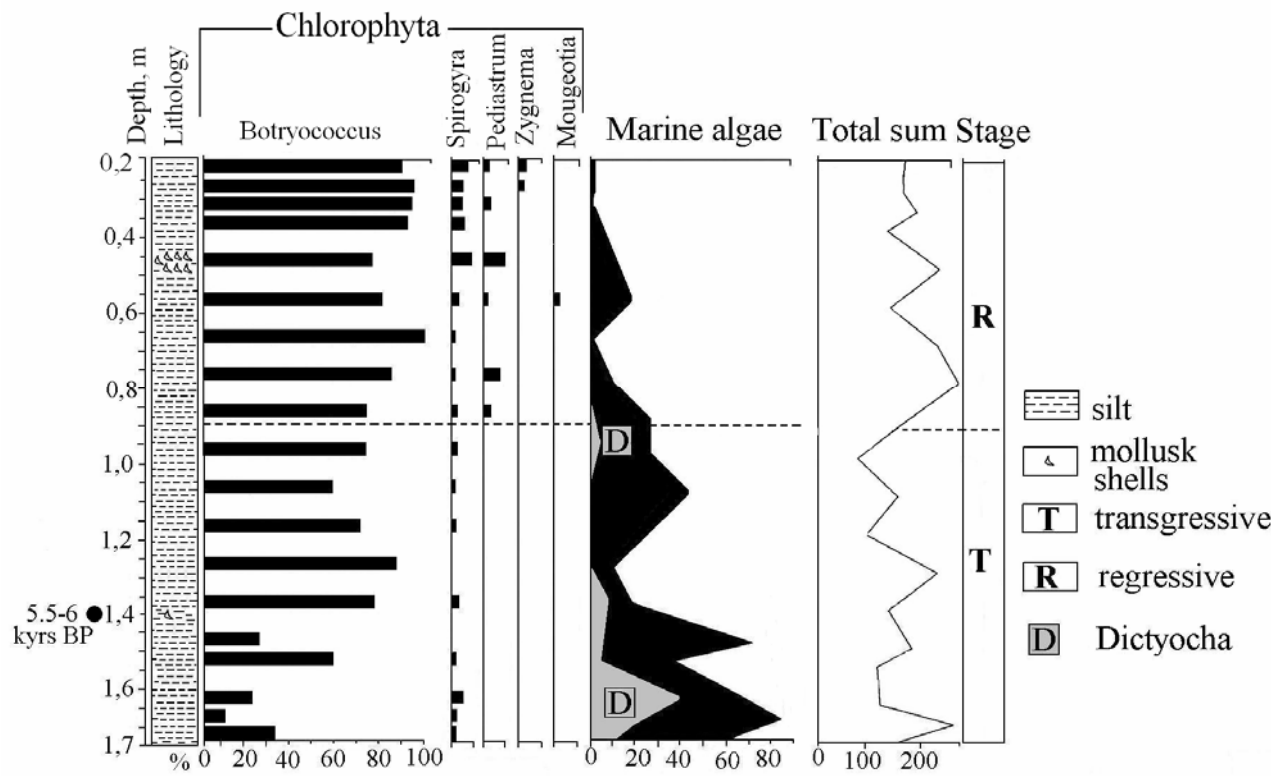 Chlorophyta
Depth, m
Lithology
Botryococcus
Spirogyra
Pediastrum
Zygnema
Mougeotia
Marine algae
Total sum
Stage
0,2
0,4
0,6
0,8
1,0
1,2
1,4
1,6
1,7
5.5-6
kyrs BP
D
D
R
T
silt
mollusk
shells
T transgressive
R regressive
D Dictyocha
% 0 20 40 60 80 100
0 20 40 60 80
0 100 200